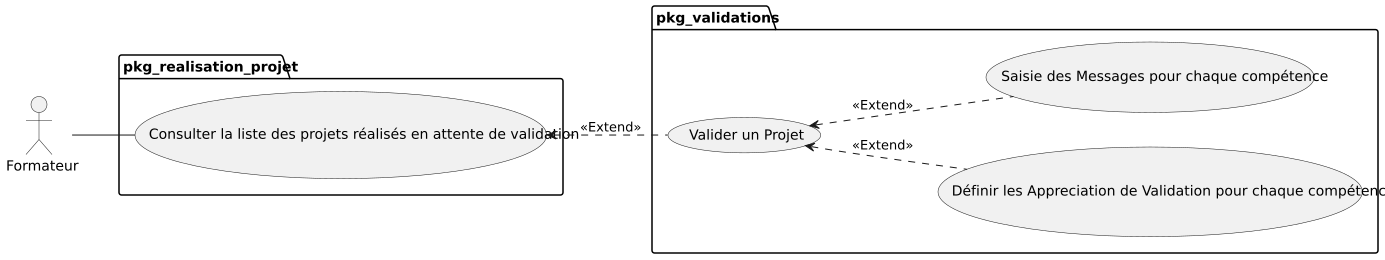 pkg_validations
pkg_realisation_projet
Saisie des Messages pour chaque compétence
«Extend»
Consulter la liste des projets réalisés en attente de validation
«Extend»
Valider un Projet
«Extend»
Formateur
Définir les Appreciation de Validation pour chaque compétenc